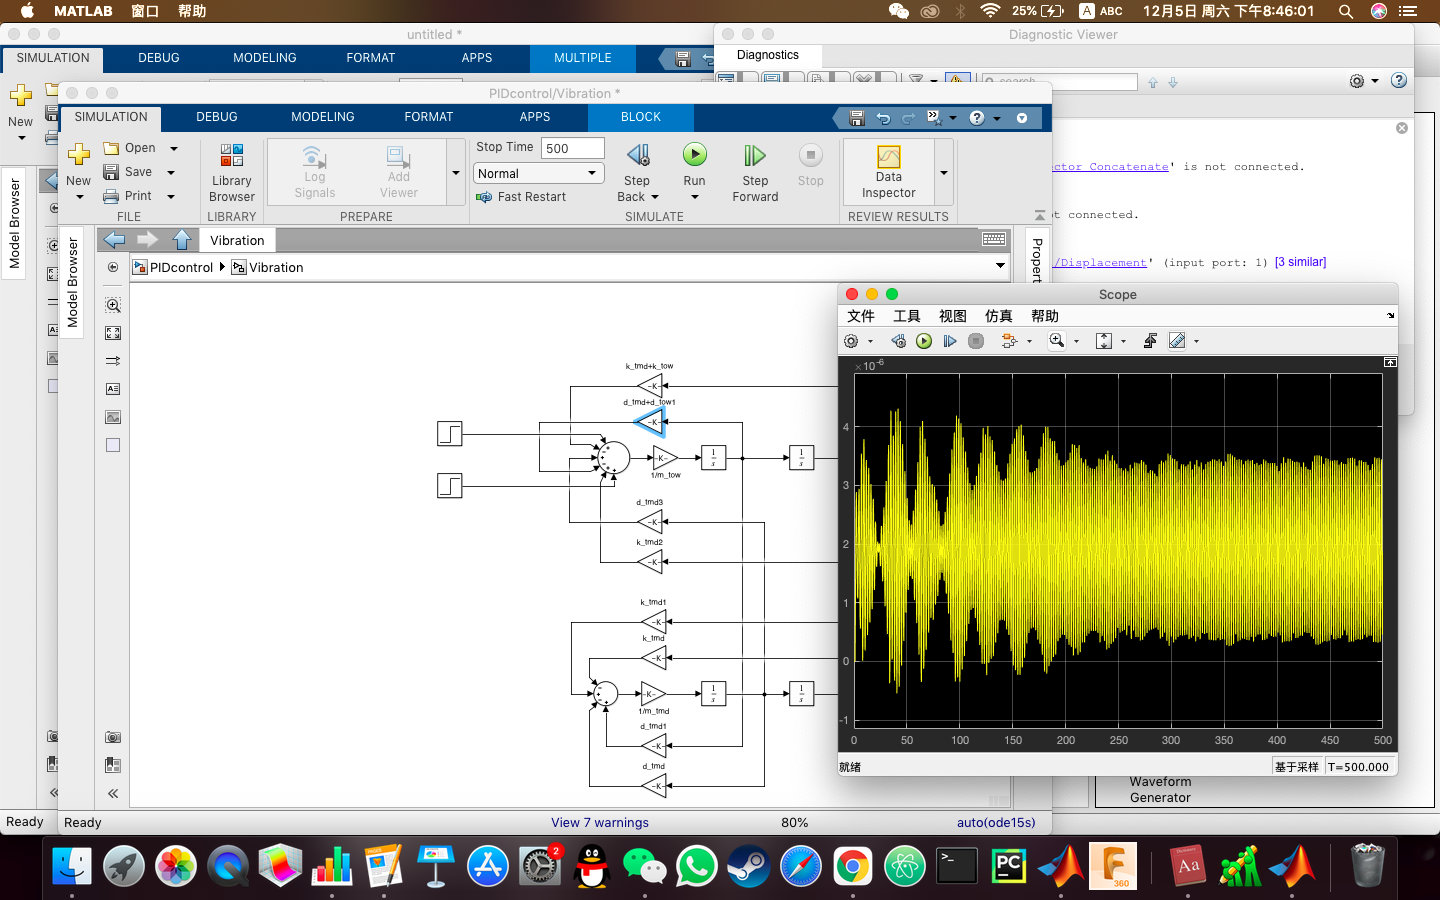 MATLAB 窗口 帮助
25%
A ABC 12月5日 周六 下午8:46:01
untitled *
SIMULATION DEBUG MODELING FORMAT APPS MULTIPLE
New
Model Browser
Ready
Diagnostic Viewer
Diagnostics
search
ector Concatenate' is not connected.
ot connected.
/Displacement' (input port: 1) [3 similar]
Waveform
Generator
PIDcontrol/Vibration *
SIMULATION DEBUG MODELING FORMAT APPS BLOCK
New
Open
Save
Print
FILE
Library
Browser
LIBRARY
Log
Signals
Add
Viewer
PREPARE
Stop Time 500
Normal
Fast Restart
Step
Back
Run
Step
Forward
Stop
SIMULATE
Data
Inspector
REVIEW RESULTS
Vibration
PIDcontrol Vibration
Model Browser
Propert
k_tmd+k_tow
-K-
d_tmd+d_tow1
-K-
-K-
1/m_tow
1
s
1
s
d_tmd3
-K-
k_tmd2
-K-
k_tmd1
-K-
k_tmd
-K-
-K-
1/m_tmd
1
s
1
s
d_tmd1
-K-
d_tmd
-K-
Ready View 7 warnings 80% auto(ode15s)
Scope
文件 工具 视图 仿真 帮助
×10-6
4
3
2
1
0
-1
0 50 100 150 200 250 300 350 400 450 500
就绪 基于采样 T=500.000
2
PC
Aa
360